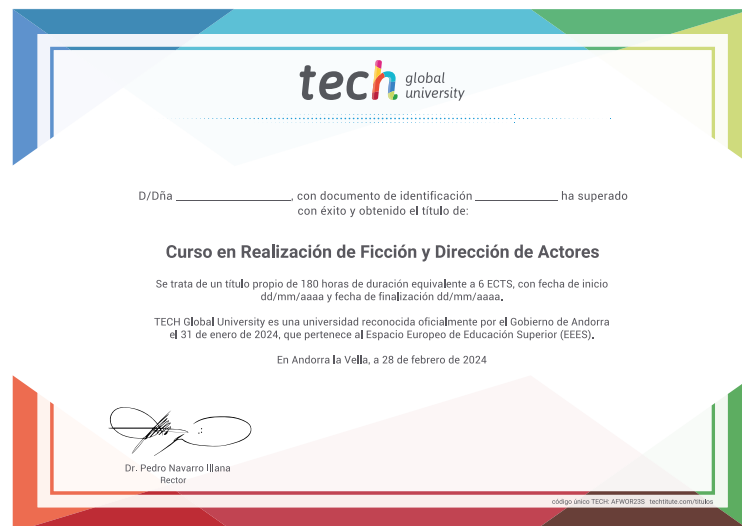 tech global university
D/Dña ____________, con documento de identificación ____________ ha superado
con éxito y obtenido el título de:
Curso en Realización de Ficción y Dirección de Actores
Se trata de un título propio de 180 horas de duración equivalente a 6 ECTS, con fecha de inicio
dd/mm/aaaa y fecha de finalización dd/mm/aaaa.
TECH Global University es una universidad reconocida oficialmente por el Gobierno de Andorra
el 31 de enero de 2024, que pertenece al Espacio Europeo de Educación Superior (EEES).
En Andorra la Vella, a 28 de febrero de 2024
Dr. Pedro Navarro Illana
Rector
código único TECH: AFWOR23S techtitute.com/titulos